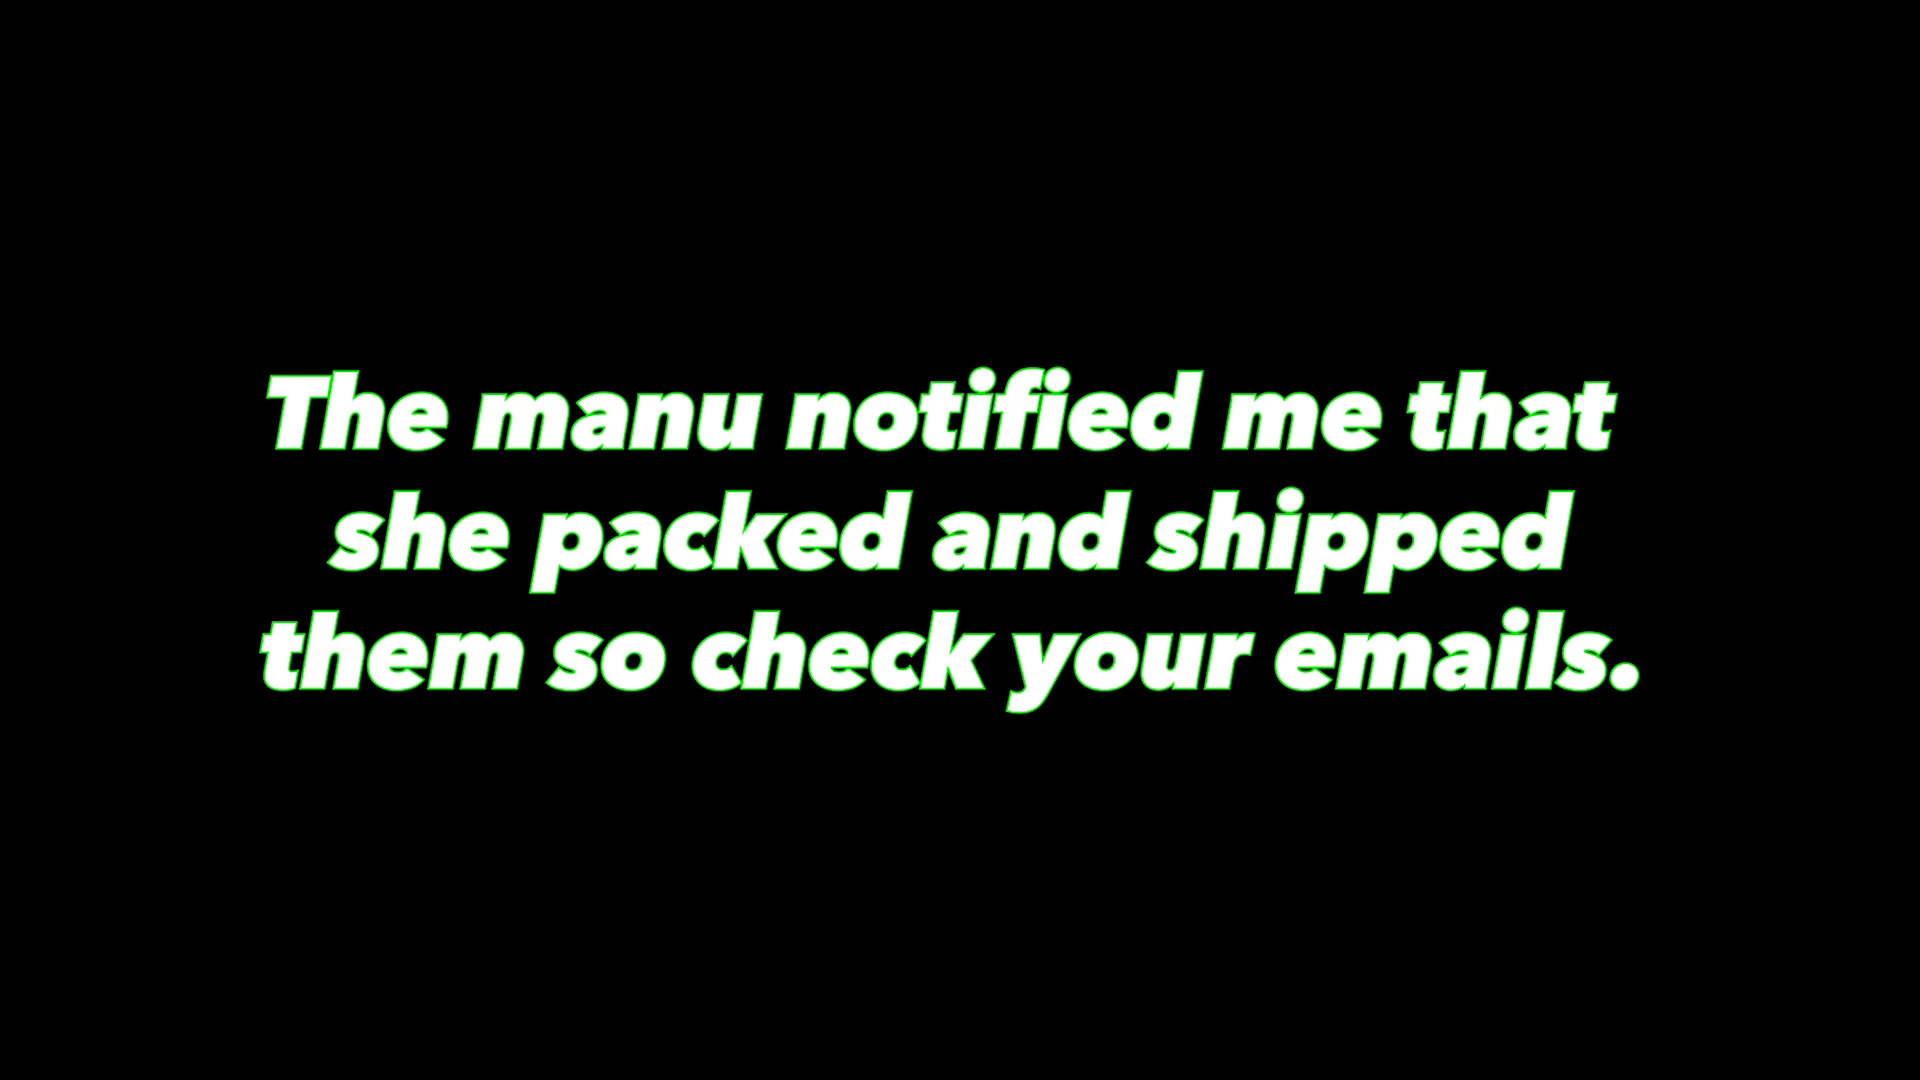 The manu notified me that
she packed and shipped
them so check your emails.